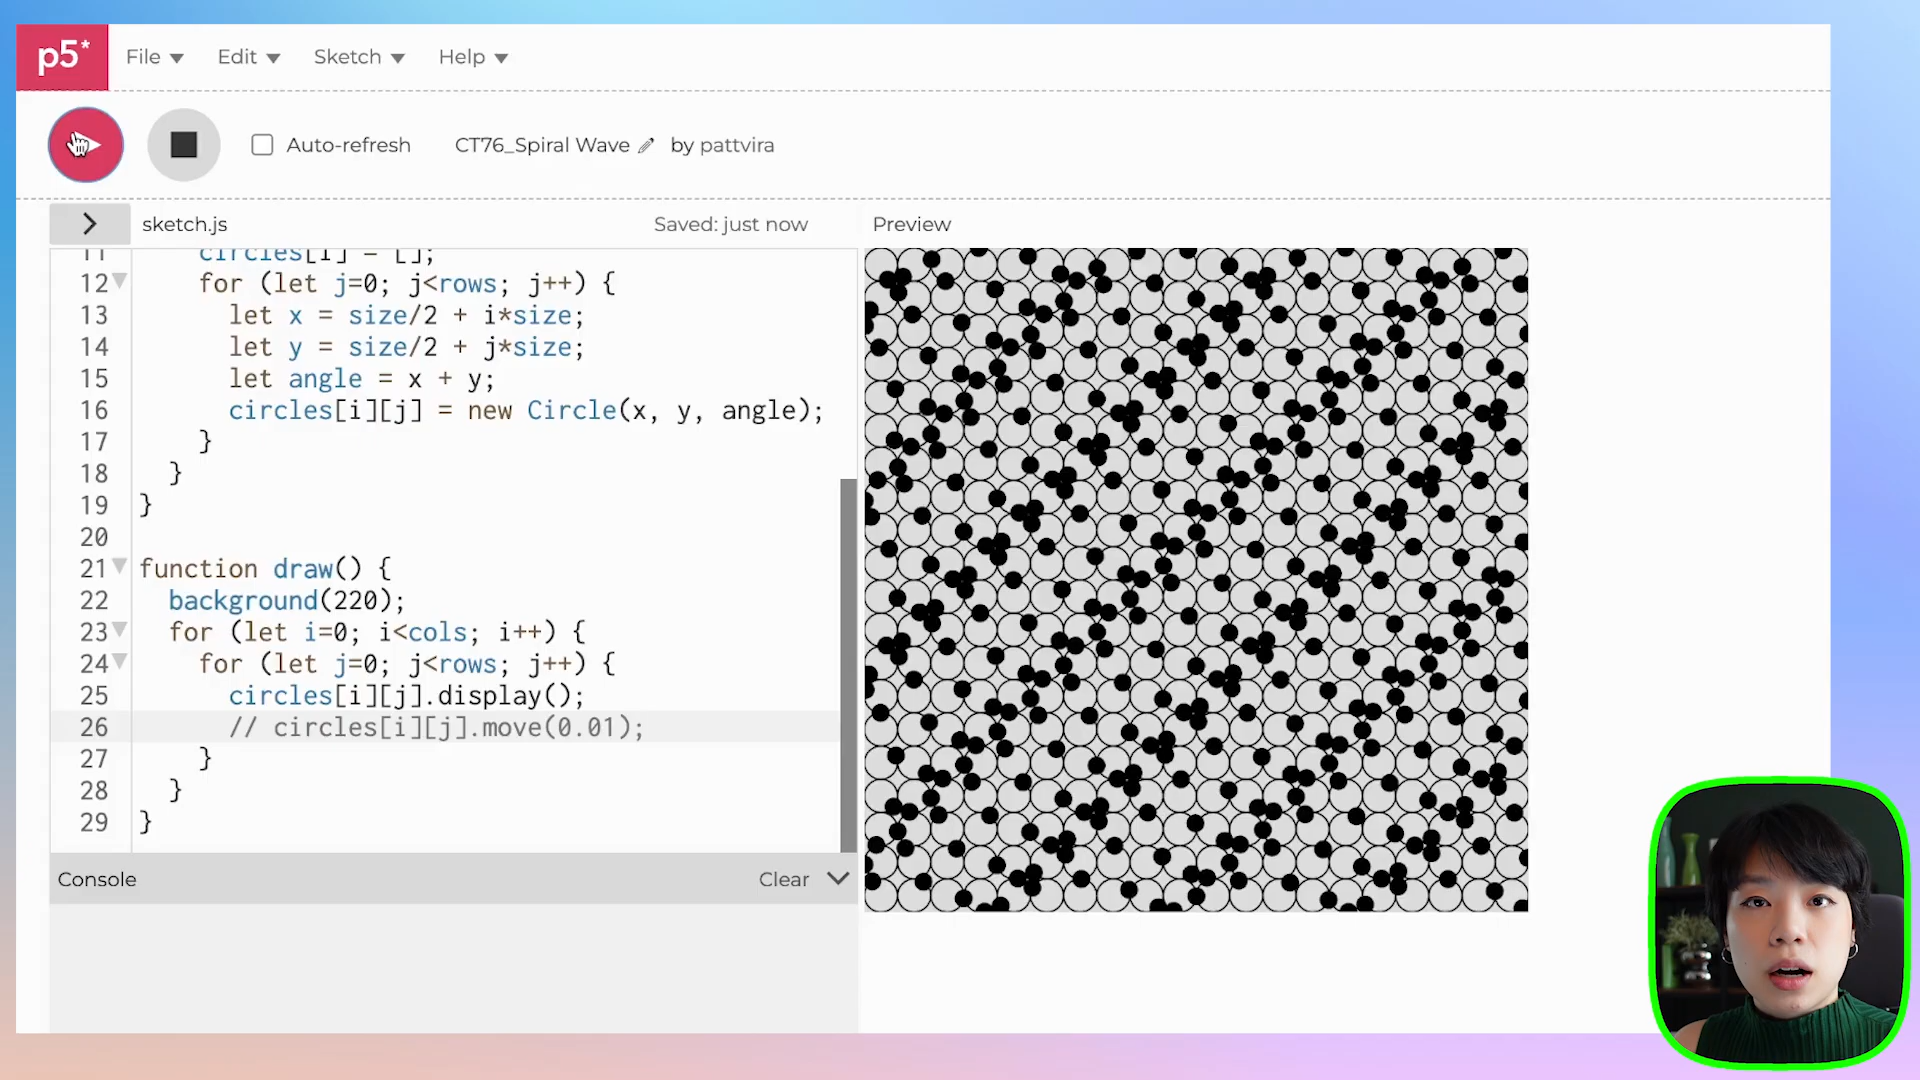 p5* File Edit Sketch Help
Auto-refresh CT76_Spiral Wave by pattvira
sketch.js Saved: just now Preview
11 circles[i] = [];
12 for (let j=0; j<rows; j++) {
13 let x = size/2 + i*size;
14 let y = size/2 + j*size;
15 let angle = x + y;
16 circles[i][j] = new Circle(x, y, angle);
17 }
18 }
19 }
20
21 function draw() {
22 background(220);
23 for (let i=0; i<cols; i++) {
24 for (let j=0; j<rows; j++) {
25 circles[i][j].display();
26 // circles[i][j].move(0.01);
27 }
28 }
29 }
Console Clear